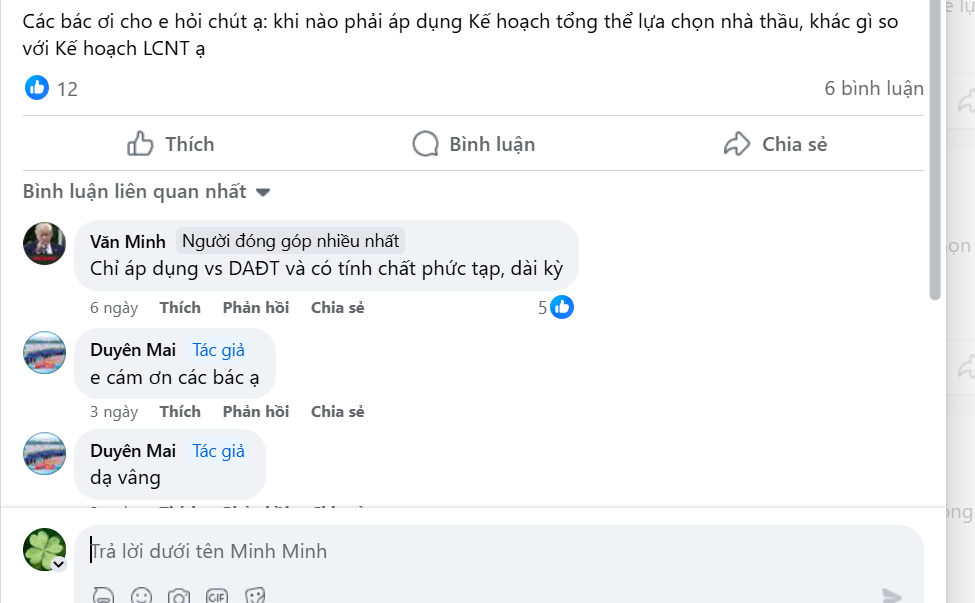 Các bác ơi cho e hỏi chút ạ: khi nào phải áp dụng Kế hoạch tổng thể lựa chọn nhà thầu, khác gì so
với Kế hoạch LCNT ạ
12
6 bình luận
Thích
Bình luận
Chia sẻ
Bình luận liên quan nhất
Văn Minh Người đóng góp nhiều nhất
Chỉ áp dụng vs DAĐT và có tính chất phức tạp, dài kỳ
6 ngày Thích Phản hồi Chia sẻ 5
Duyên Mai Tác giả
e cám ơn các bác ạ
3 ngày Thích Phản hồi Chia sẻ
Duyên Mai Tác giả
dạ vâng
Trả lời dưới tên Minh Minh
GIF